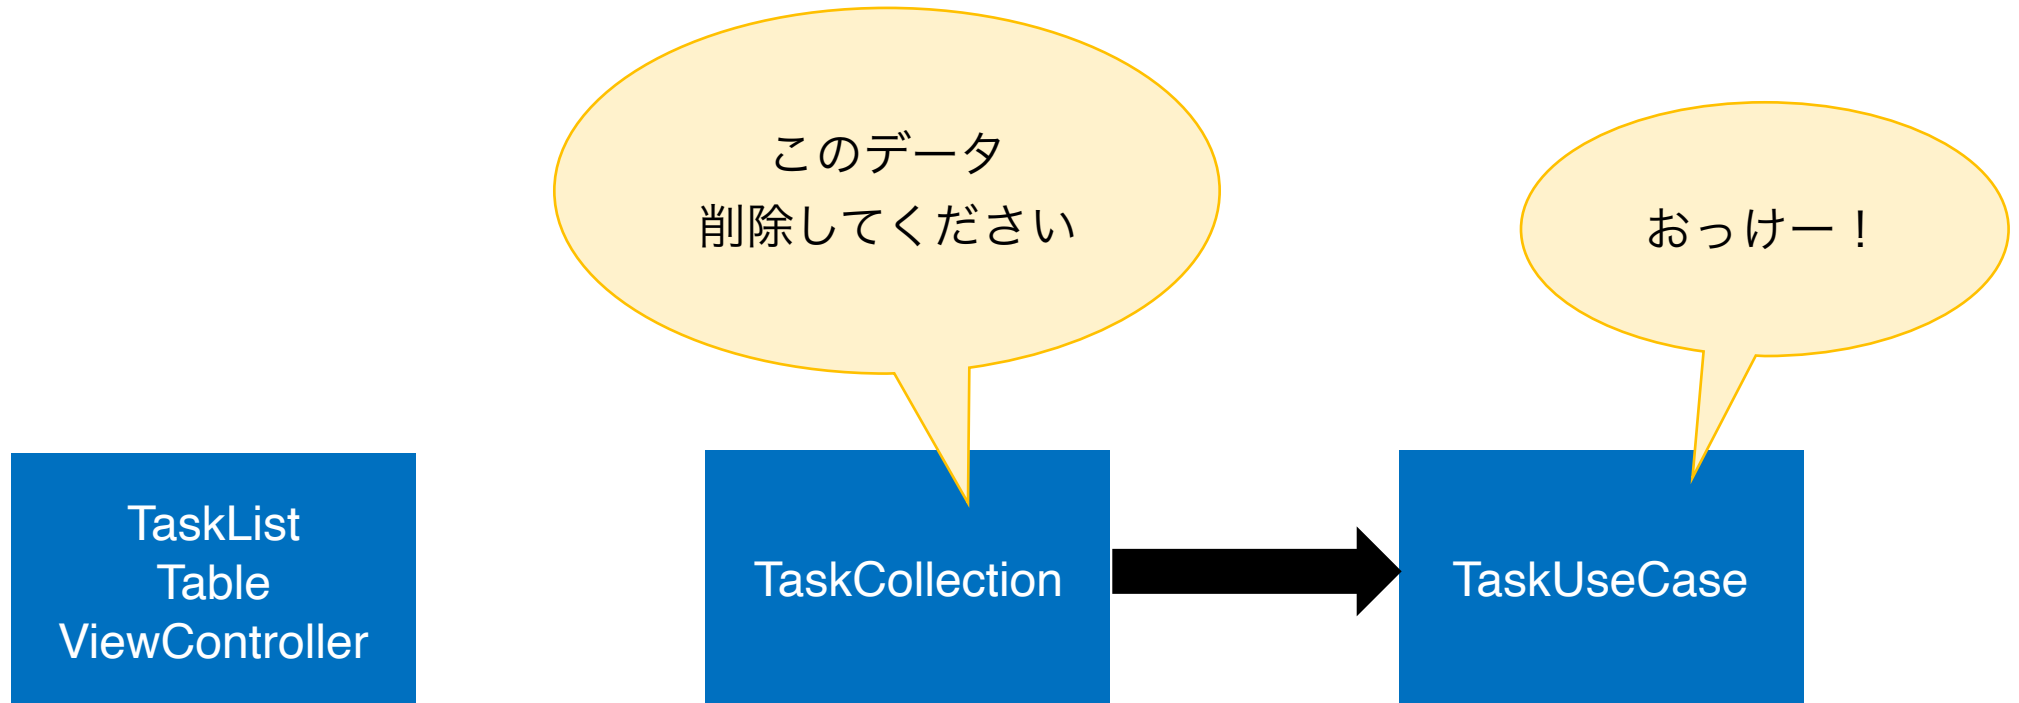 このデータ
削除してください
おっけー！
TaskList
Table
ViewController
TaskCollection
TaskUseCase